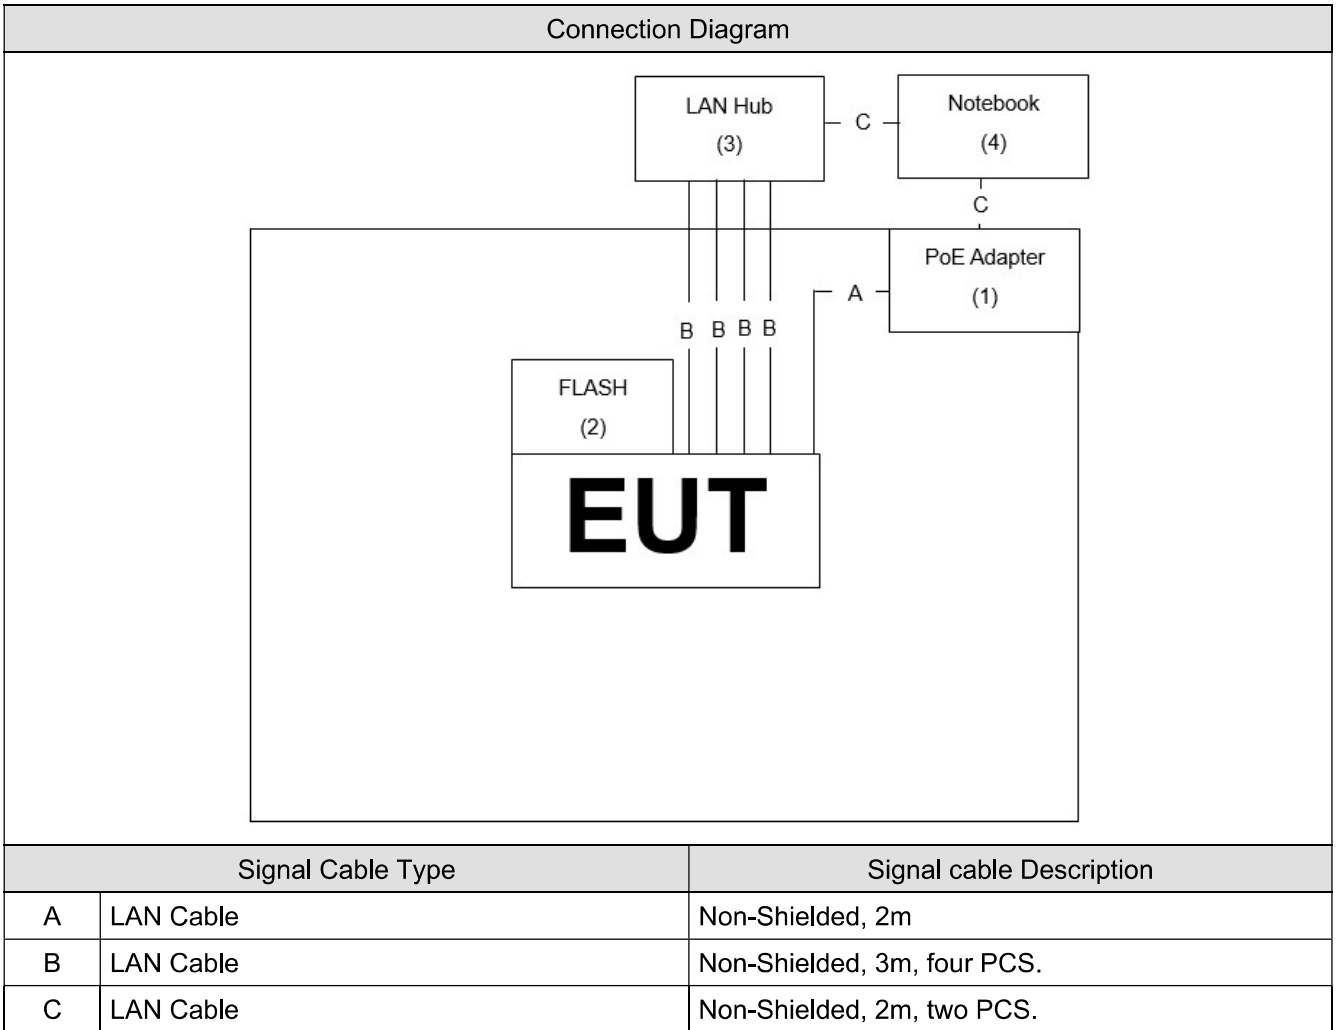 Connection Diagram
LAN Hub
(3)
C
Notebook
(4)
C
PoE Adapter
(1)
A
B B B B
FLASH
(2)
EUT
Signal Cable Type Signal cable Description
A LAN Cable Non-Shielded, 2m
B LAN Cable Non-Shielded, 3m, four PCS.
C LAN Cable Non-Shielded, 2m, two PCS.